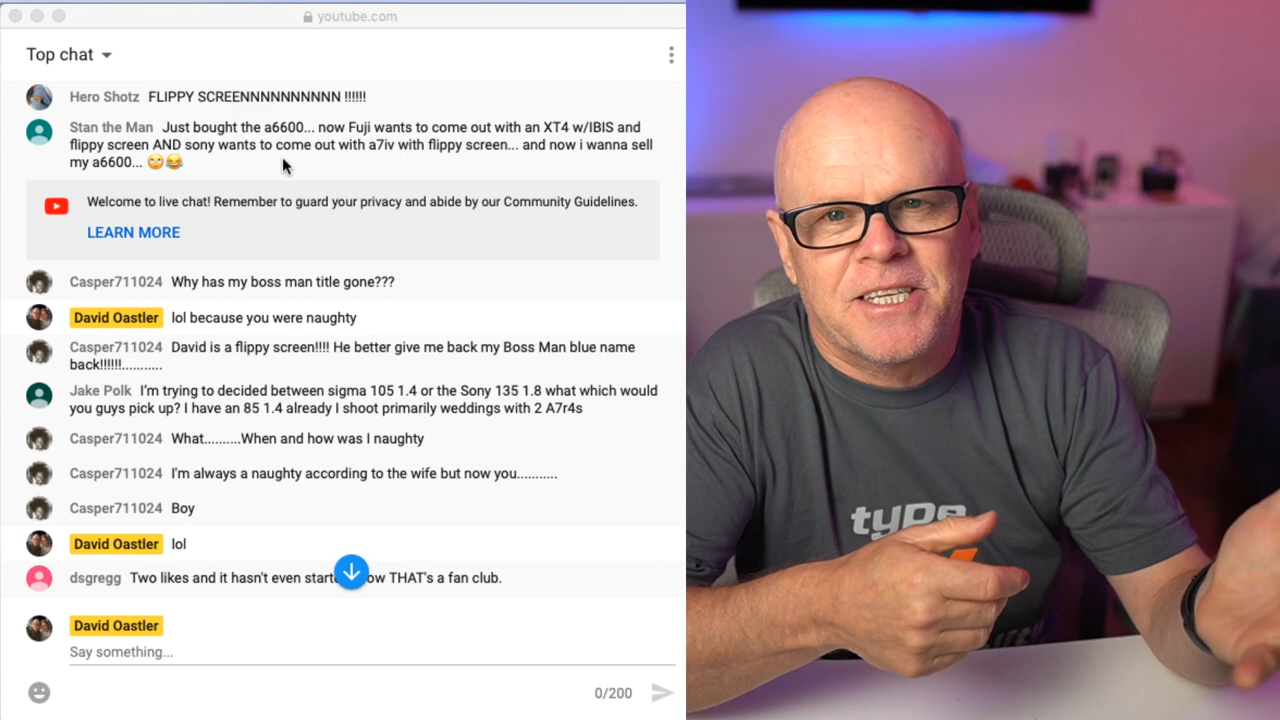 youtube.com
Top chat
Hero Shotz FLIPPY SCREENNNNNNNNNN !!!!!!
Stan the Man Just bought the a6600... now Fuji wants to come out with an XT4 w/IBIS and
flippy screen AND sony wants to come out with a7iv with flippy screen... and now i wanna sell
my a6600... 🙄😂
Welcome to live chat! Remember to guard your privacy and abide by our Community Guidelines.
LEARN MORE
Casper711024 Why has my boss man title gone???
David Oastler lol because you were naughty
Casper711024 David is a flippy screen!!!! He better give me back my Boss Man blue name
back!!!!!!...........
Jake Polk I'm trying to decided between sigma 105 1.4 or the Sony 135 1.8 what which would
you guys pick up? I have an 85 1.4 already I shoot primarily weddings with 2 A7r4s
Casper711024 What..........When and how was I naughty
Casper711024 I'm always a naughty according to the wife but now you...........
Casper711024 Boy
David Oastler lol
dsgregg Two likes and it hasn't even THAT's a fan club.
David Oastler
Say something...
0/200
type